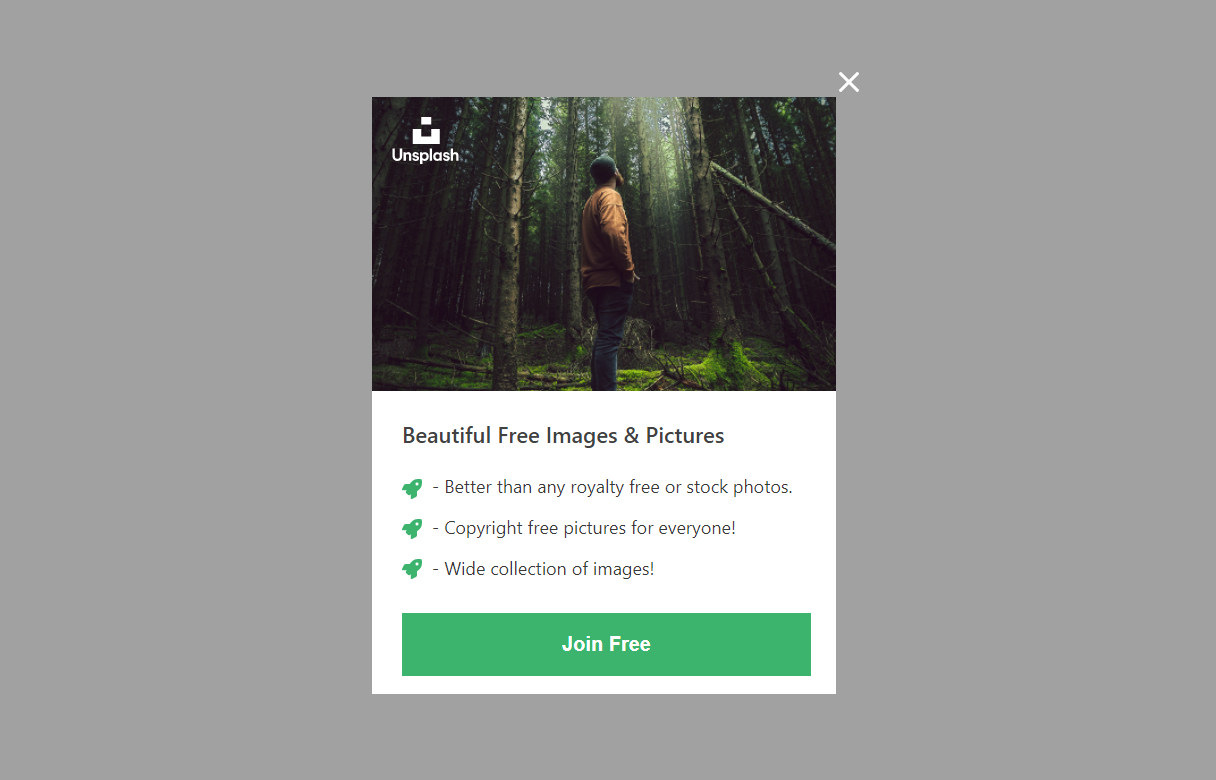 Unsplash
Beautiful Free Images & Pictures
- Better than any royalty free or stock photos.
- Copyright free pictures for everyone!
- Wide collection of images!
Join Free